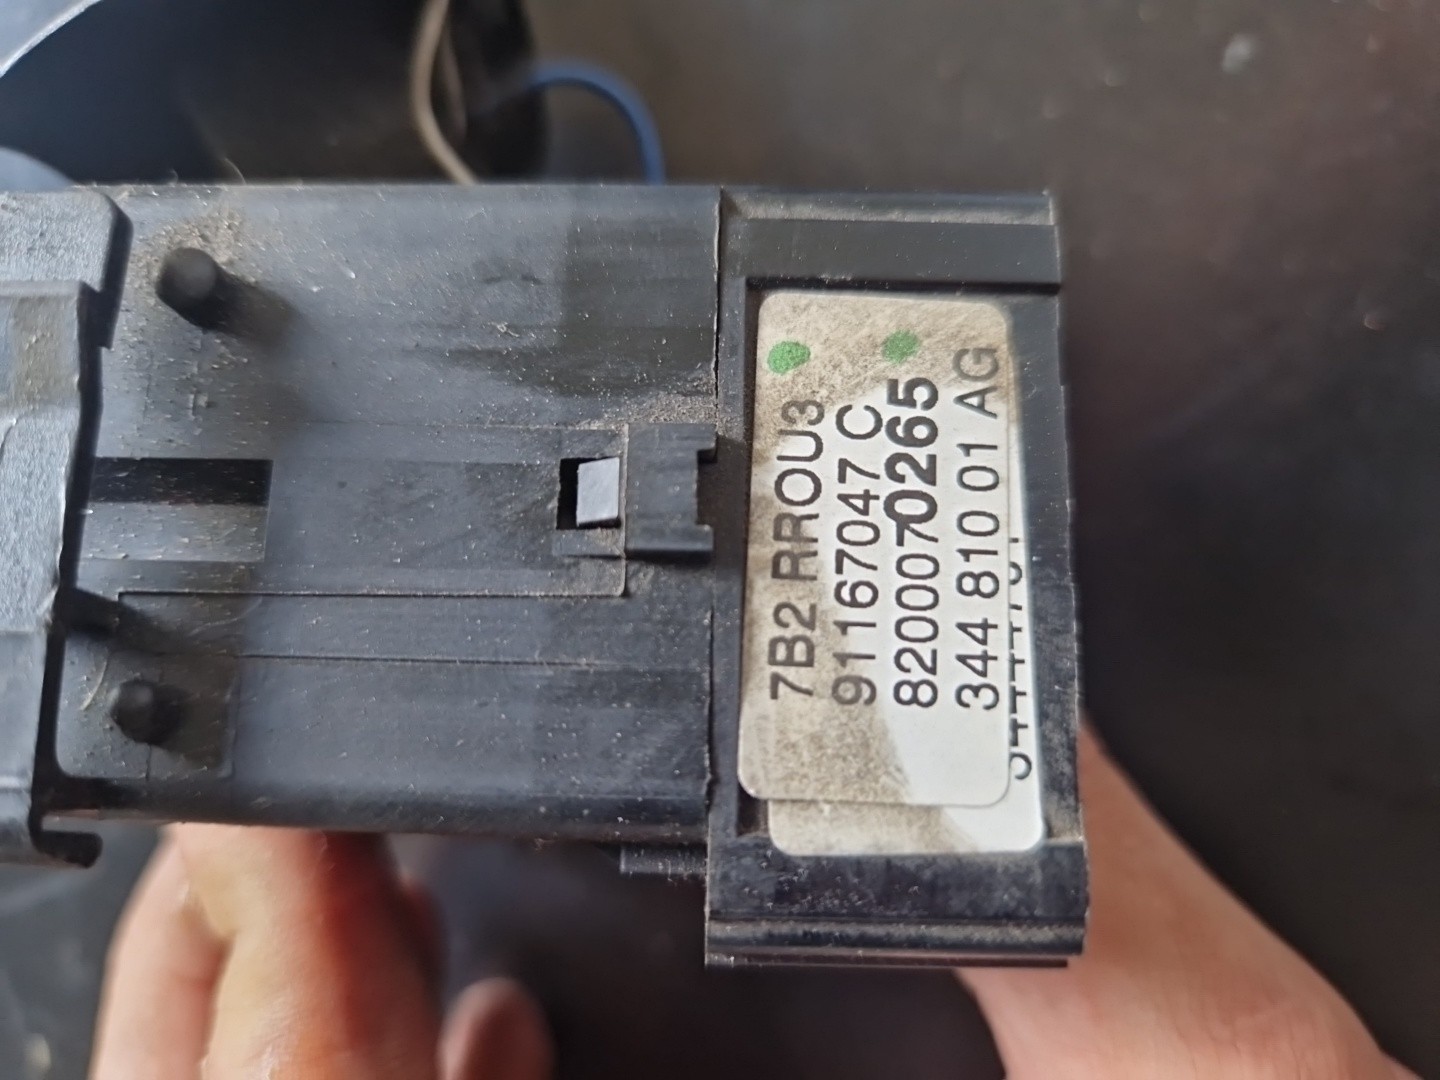 7B2 RROU3
91167047 C
8200070265
344 810 01 AG